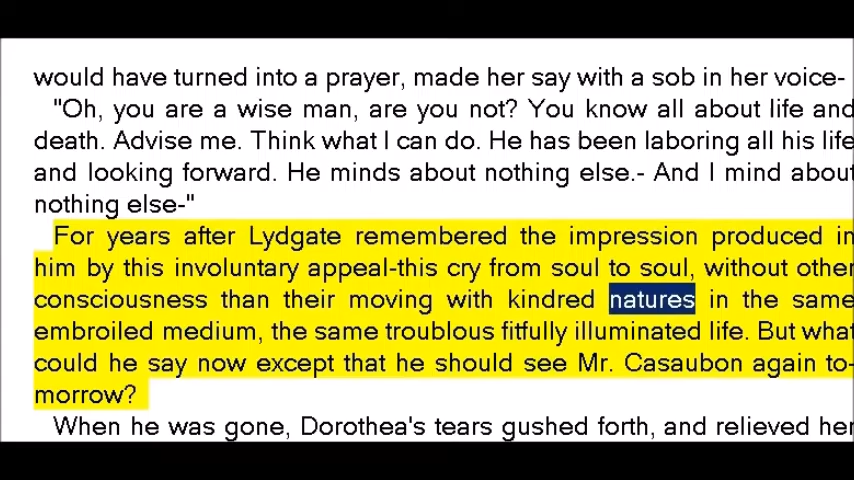 would have turned into a prayer, made her say with a sob in her voice-
"Oh, you are a wise man, are you not? You know all about life and
death. Advise me. Think what I can do. He has been laboring all his life
and looking forward. He minds about nothing else.- And I mind about
nothing else-"
For years after Lydgate remembered the impression produced in
him by this involuntary appeal-this cry from soul to soul, without other
consciousness than their moving with kindred natures in the same
embroiled medium, the same troublous fitfully illuminated life. But what
could he say now except that he should see Mr. Casaubon again to-
morrow?
When he was gone, Dorothea's tears gushed forth, and relieved her